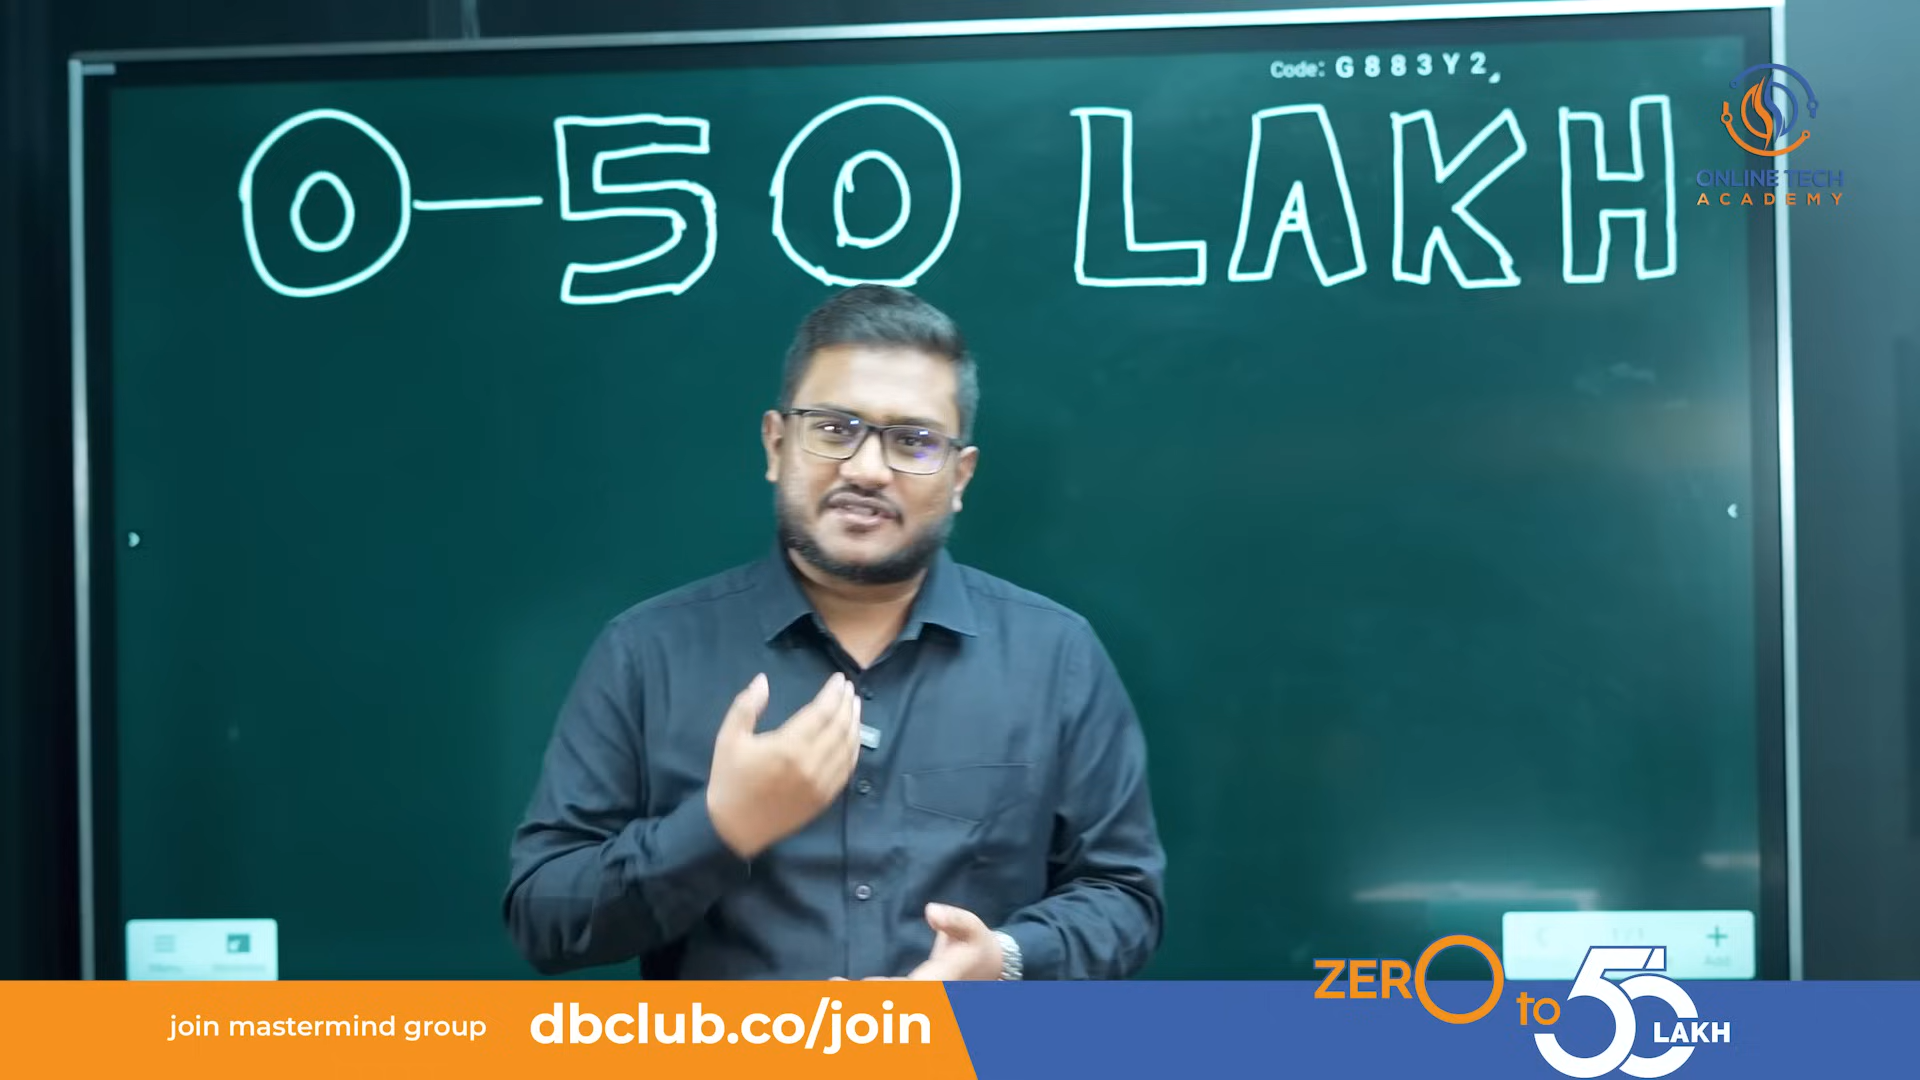 Code: G883Y2
0-50 LAKH
ONLINE TECH
ACADEMY
join mastermind group
dbclub.co/join
ZERO to 50 LAKH